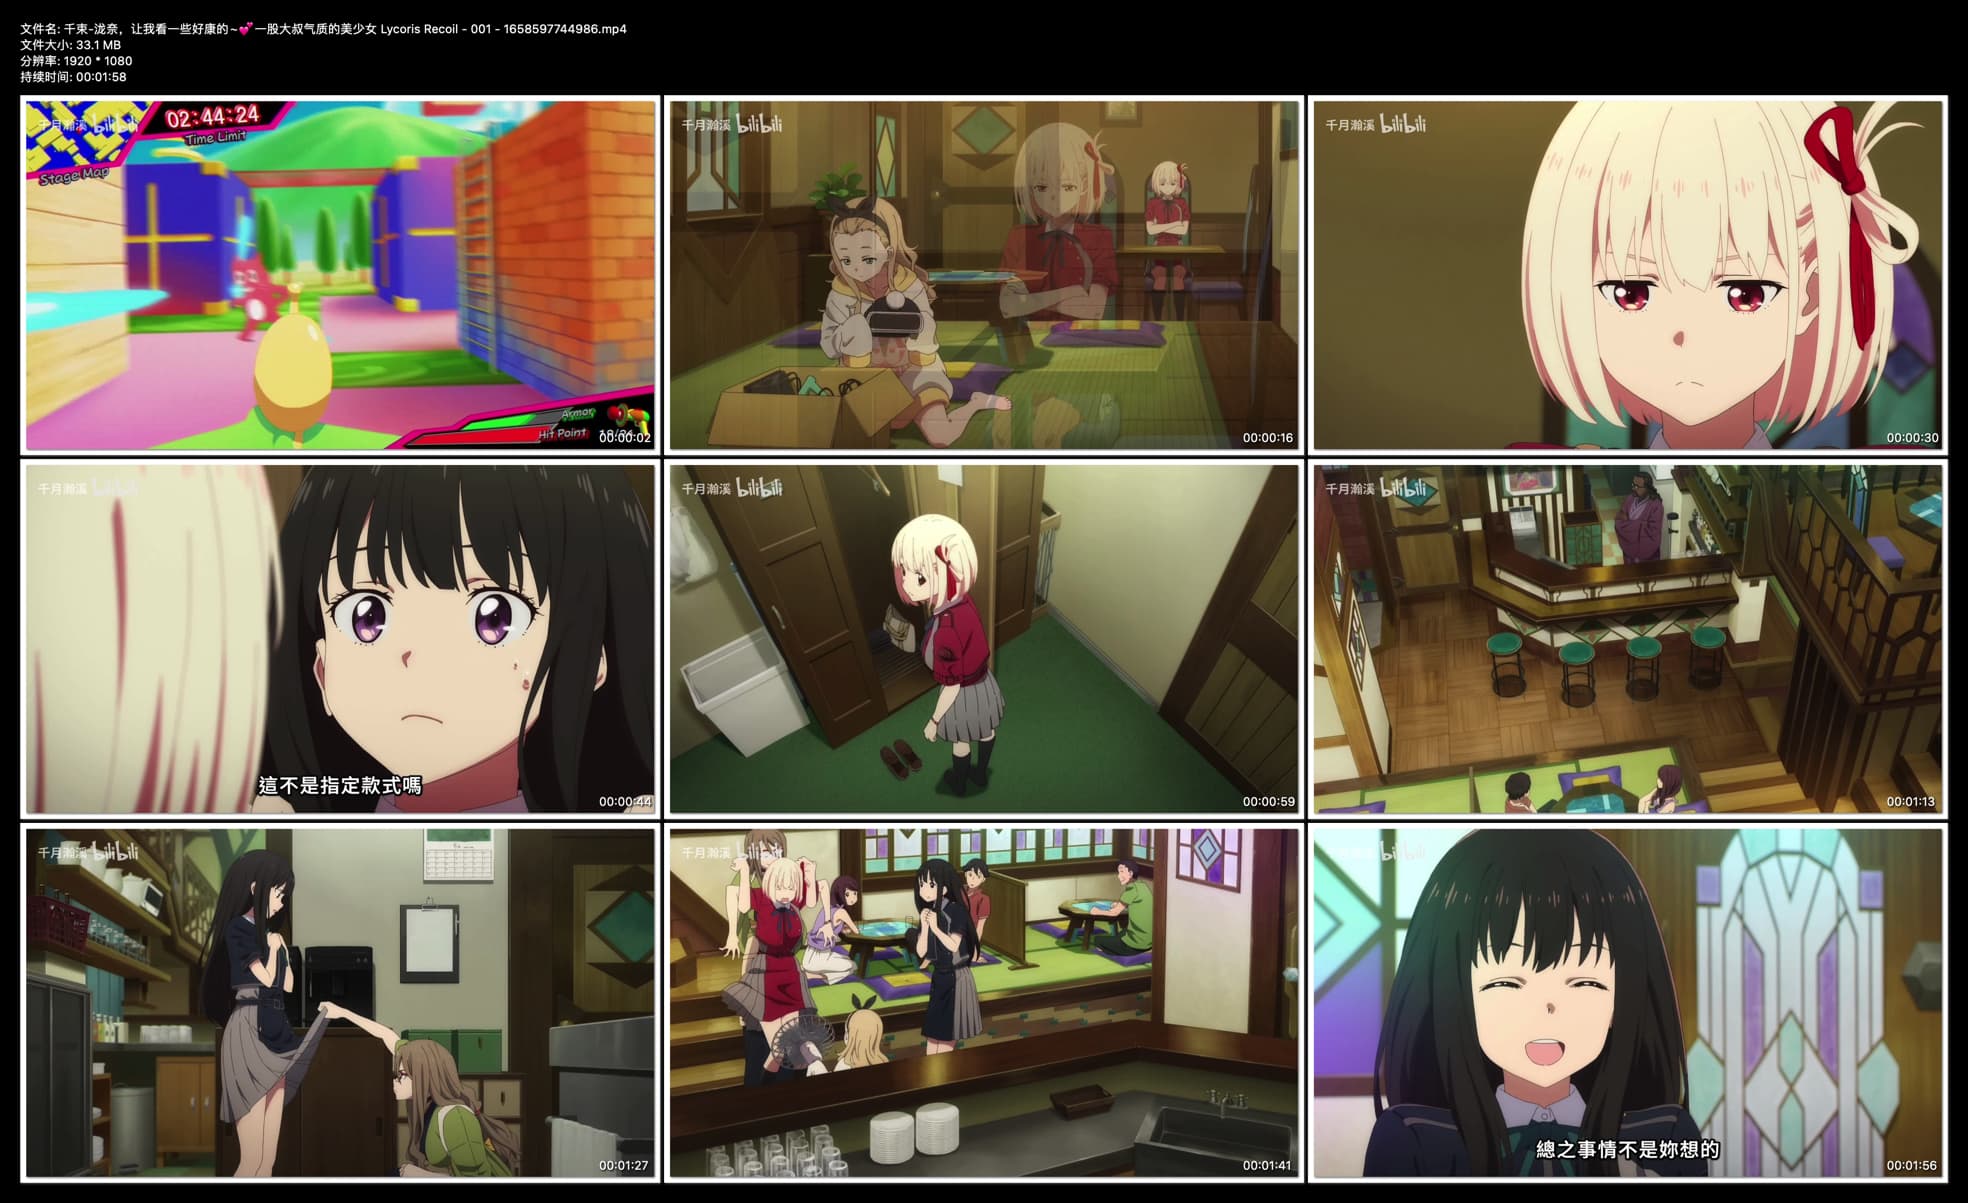 文件名: 千束-泷奈，让我看一些好康的~💕一股大叔气质的美少女 Lycoris Recoil - 001 - 1658597744986.mp4
文件大小: 33.1 MB
分辨率: 1920 * 1080
持续时间: 00:01:58
千月瀚溪 bilibili
02:44:24
Time Limit
Stage Map
Armor
Hit Point
00:00:02
千月瀚溪 bilibili
00:00:16
千月瀚溪 bilibili
00:00:30
千月瀚溪 bilibili
這不是指定款式嗎
00:00:44
千月瀚溪 bilibili
00:00:59
千月瀚溪 bilibili
00:01:13
千月瀚溪 bilibili
00:01:27
千月瀚溪 bilibili
00:01:41
bilibili
總之事情不是妳想的
00:01:56